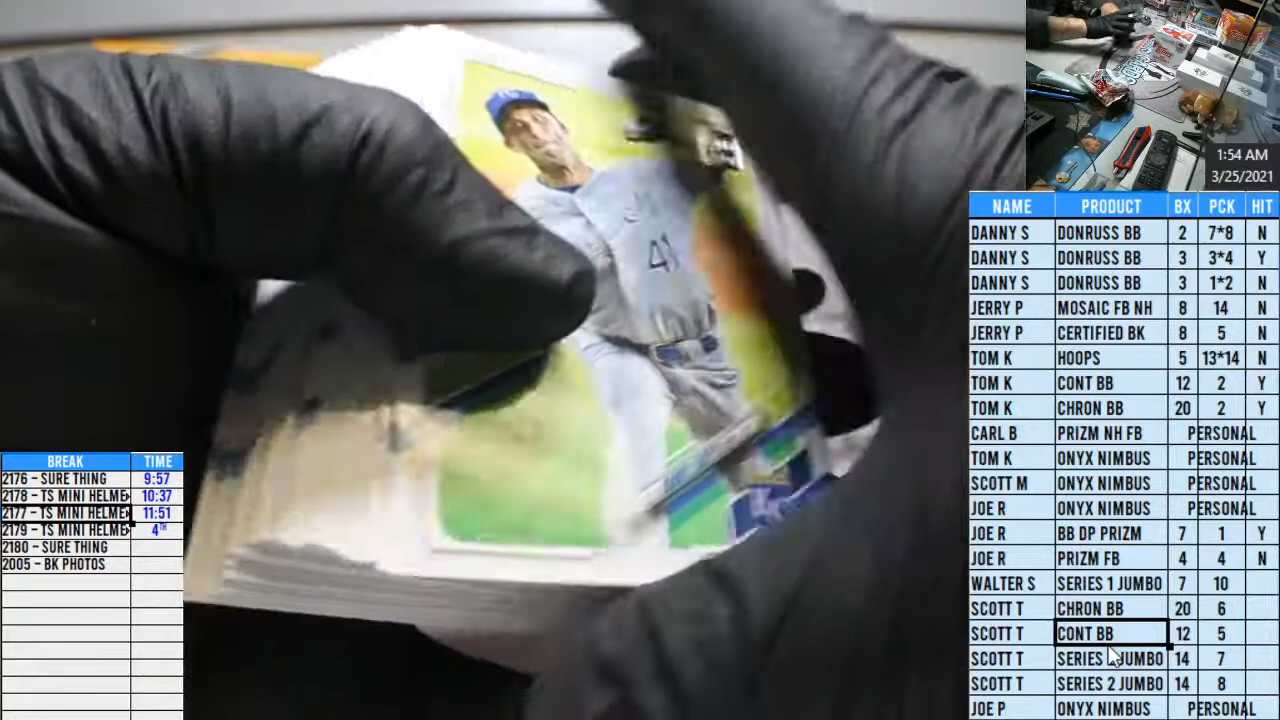 41
1:54 AM
3/25/2021
NAME PRODUCT BX PCK HIT
DANNY S DONRUSS BB 2 7*8 N
DANNY S DONRUSS BB 3 3*4 Y
DANNY S DONRUSS BB 3 1*2 N
JERRY P MOSAIC FB NH 8 14 N
JERRY P CERTIFIED BK 8 5 N
TOM K HOOPS 5 13*14 N
TOM K CONT BB 12 2 Y
TOM K CHRON BB 20 2 Y
CARL B PRIZM NH FB PERSONAL
TOM K ONYX NIMBUS PERSONAL
SCOTT M ONYX NIMBUS PERSONAL
JOE R ONYX NIMBUS PERSONAL
JOE R BB DP PRIZM 7 1 Y
JOE R PRIZM FB 4 4 N
WALTER S SERIES 1 JUMBO 7 10
SCOTT T CHRON BB 20 6
SCOTT T CONT BB 12 5
SCOTT T SERIES JUMBO 14 7
SCOTT T SERIES 2 JUMBO 14 8
JOE P ONYX NIMBUS PERSONAL
BREAK TIME
2176 - SURE THING 9:57
2178 - TS MINI HELME 10:37
2177 - TS MINI HELME 11:51
2179 - TS MINI HELME 4TH
2180 - SURE THING
2005 - BK PHOTOS